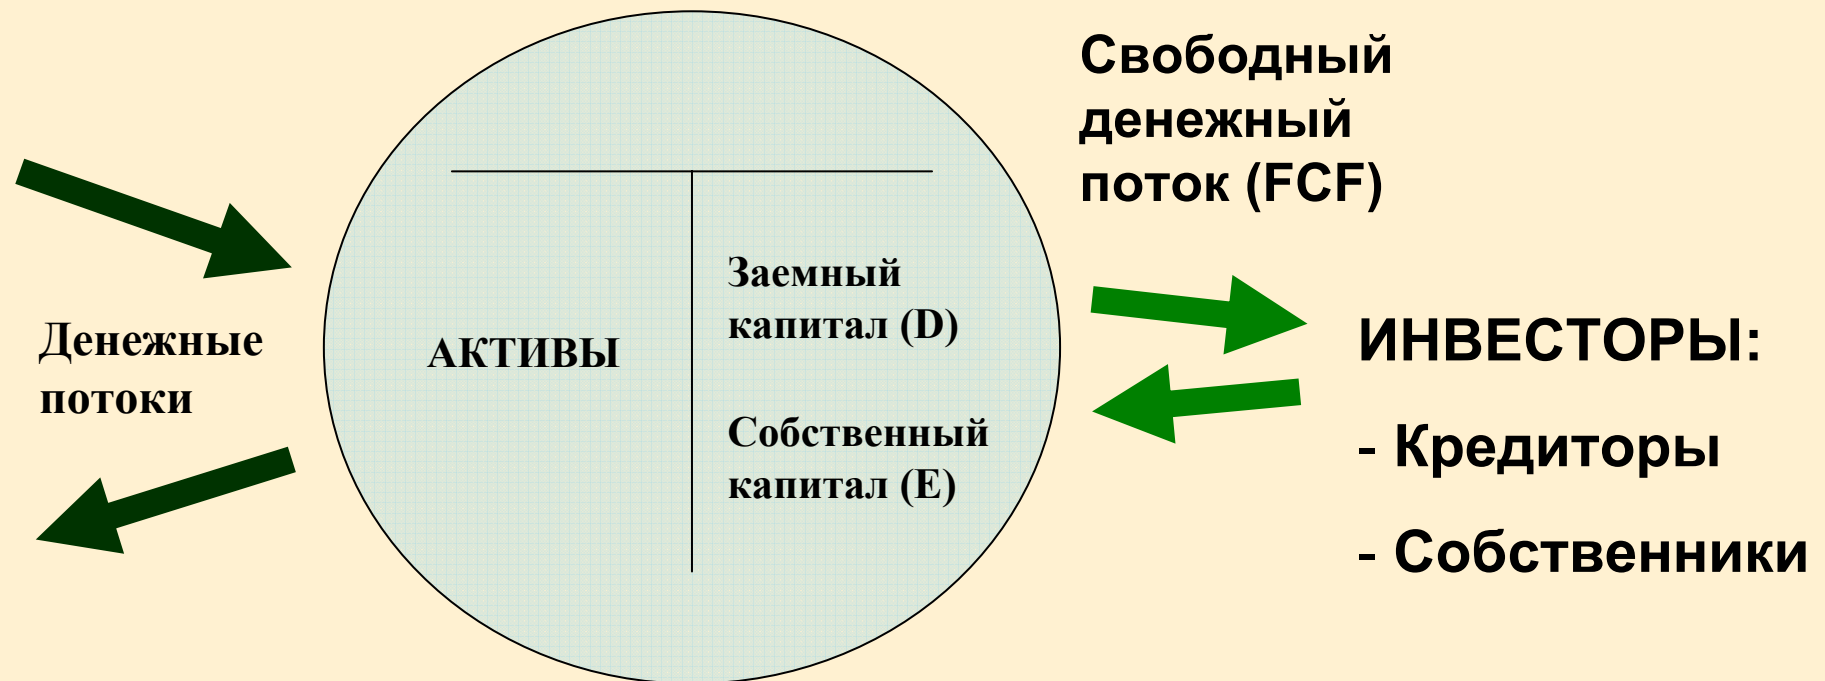 Свободный
денежный
поток (FCF)
Денежные
потоки
АКТИВЫ
Заемный
капитал (D)
Собственный
капитал (E)
ИНВЕСТОРЫ:
- Кредиторы
- Собственники